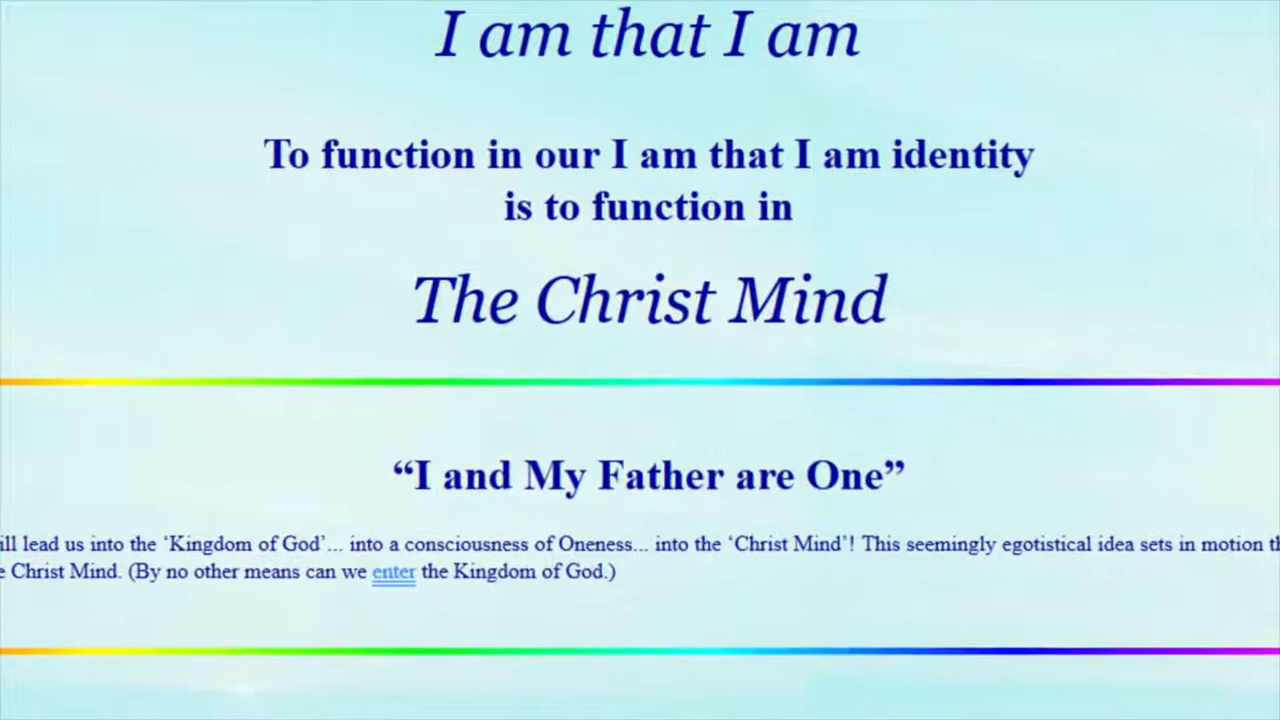 I am that I am
To function in our I am that I am identity
is to function in
The Christ Mind
“I and My Father are One”
ill lead us into the ‘Kingdom of God’... into a consciousness of Oneness... into the ‘Christ Mind’! This seemingly egotistical idea sets in motion th
e Christ Mind. (By no other means can we enter the Kingdom of God.)